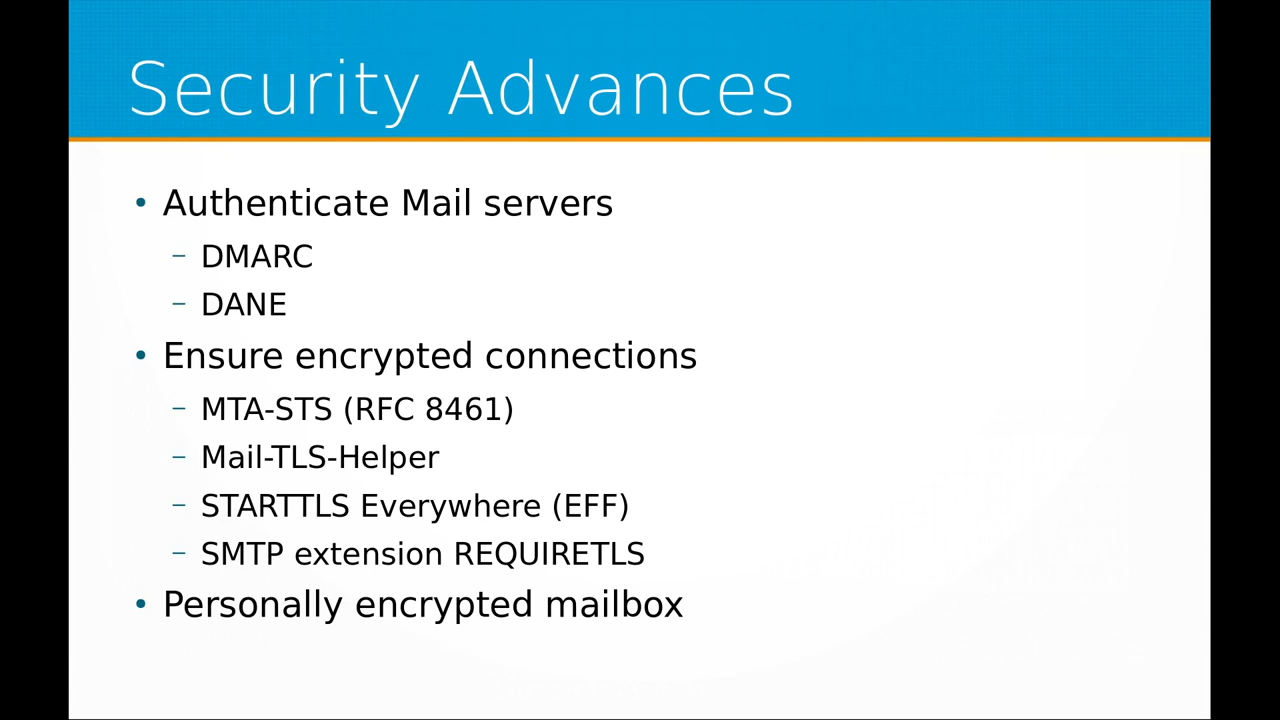 Security Advances
• Authenticate Mail servers
– DMARC
– DANE
• Ensure encrypted connections
– MTA-STS (RFC 8461)
– Mail-TLS-Helper
– STARTTLS Everywhere (EFF)
– SMTP extension REQUIRETLS
• Personally encrypted mailbox